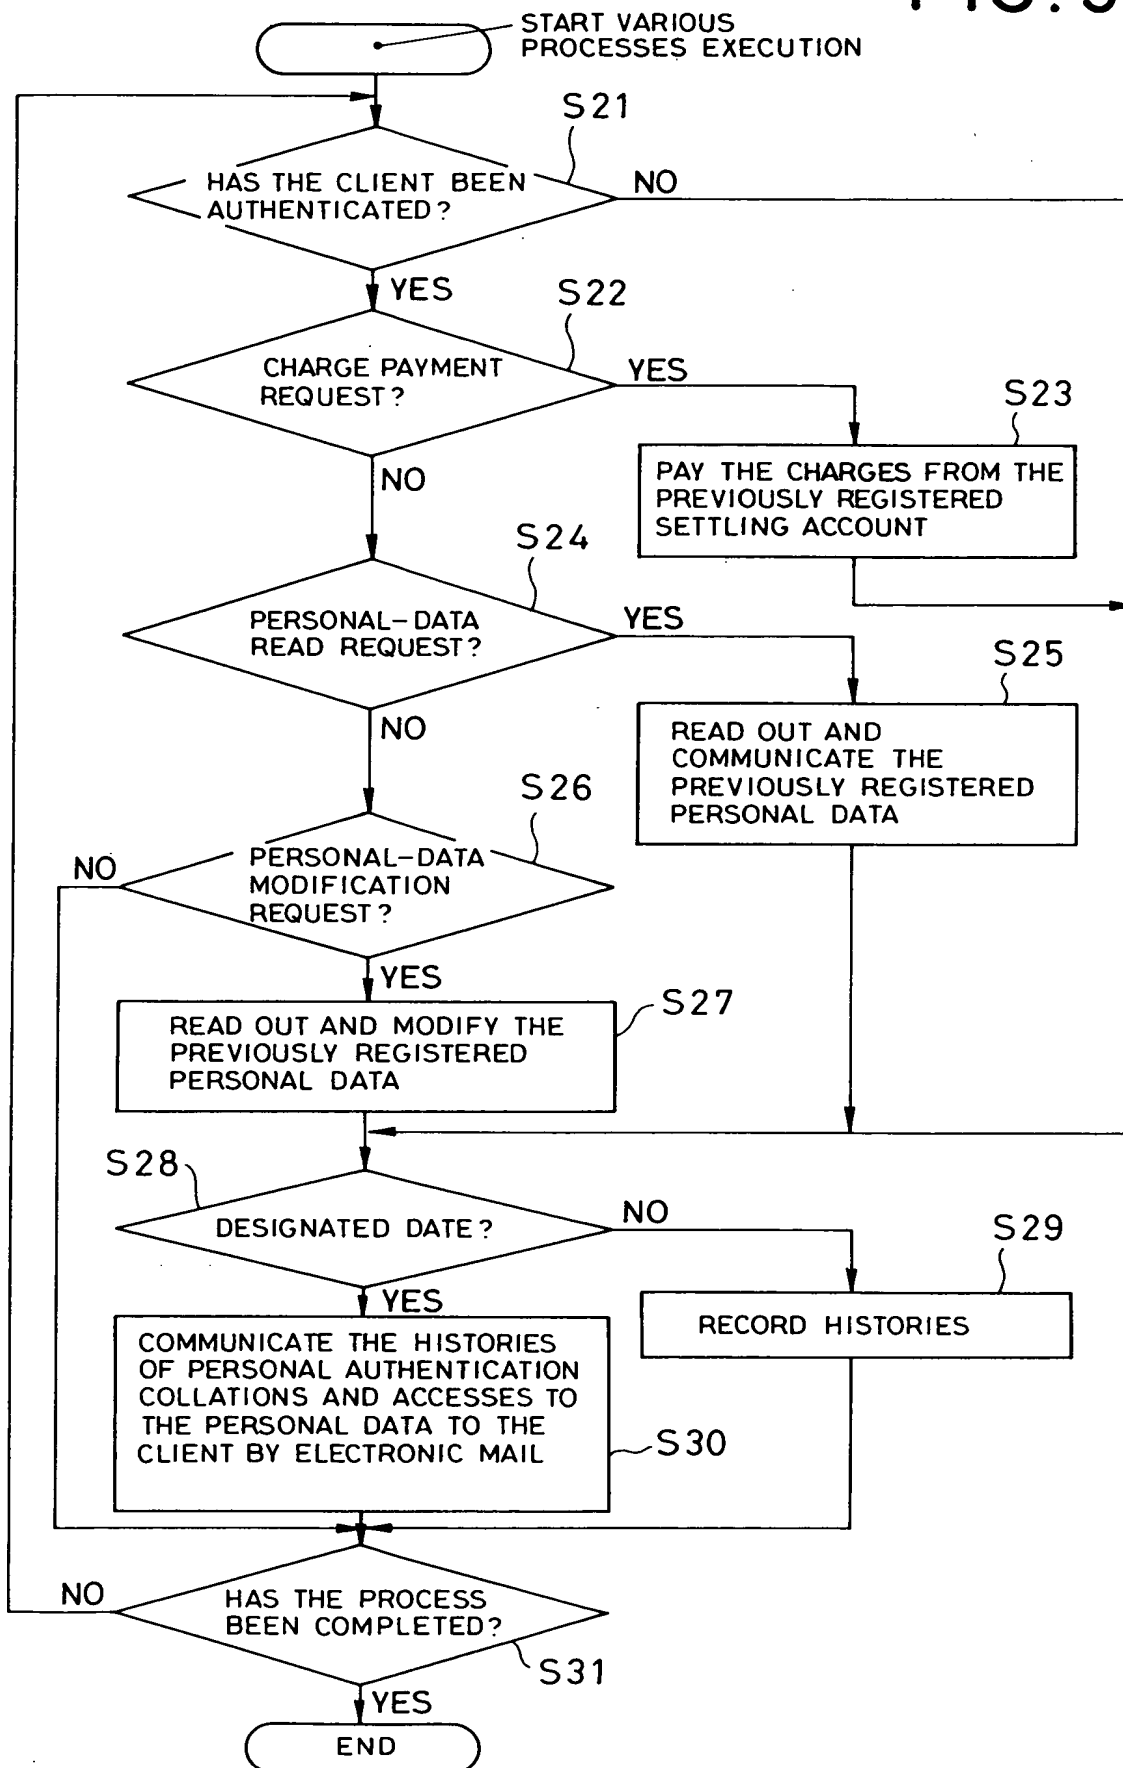 START VARIOUS
PROCESSES EXECUTION
S21
HAS THE CLIENT BEEN
AUTHENTICATED?
NO
YES
S22
CHARGE PAYMENT
REQUEST?
YES
S23
PAY THE CHARGES FROM THE
PREVIOUSLY REGISTERED
SETTLING ACCOUNT
NO
S24
PERSONAL-DATA
READ REQUEST?
YES
S25
READ OUT AND
COMMUNICATE THE
PREVIOUSLY REGISTERED
PERSONAL DATA
NO
S26
PERSONAL-DATA
MODIFICATION
REQUEST?
NO
YES
S27
READ OUT AND MODIFY THE
PREVIOUSLY REGISTERED
PERSONAL DATA
S28
DESIGNATED DATE?
NO
S29
RECORD HISTORIES
YES
COMMUNICATE THE HISTORIES
OF PERSONAL AUTHENTICATION
COLLATIONS AND ACCESSES TO
THE PERSONAL DATA TO THE
CLIENT BY ELECTRONIC MAIL
S30
NO
HAS THE PROCESS
BEEN COMPLETED?
S31
YES
END